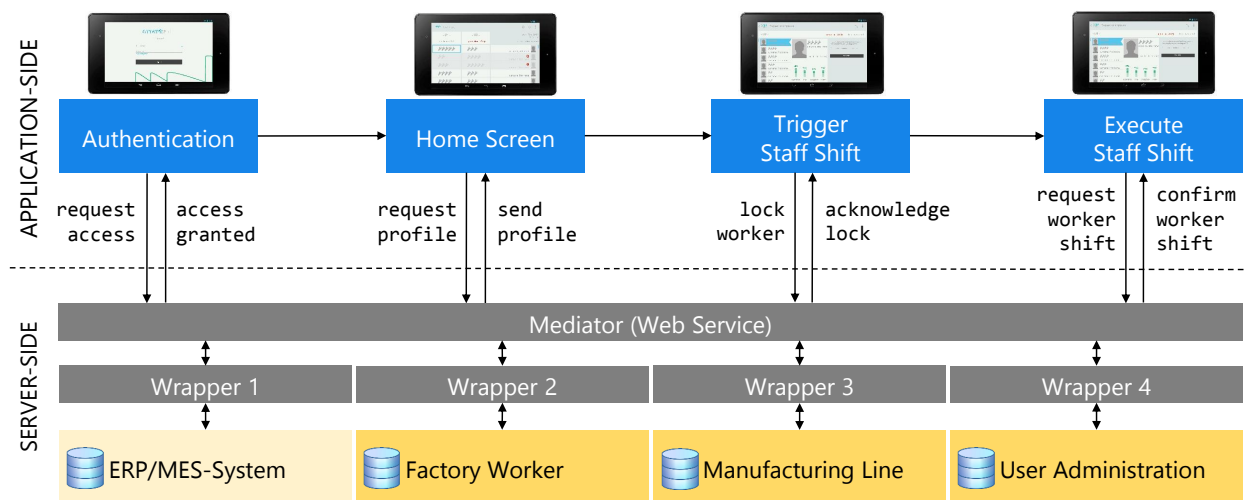 APPLICATION-SIDE
Authentication
Home Screen
Trigger
Staff Shift
Execute
Staff Shift
request
access
access
granted
request
profile
send
profile
lock
worker
acknowledge
lock
request
worker
shift
confirm
worker
shift
SERVER-SIDE
Mediator (Web Service)
Wrapper 1
Wrapper 2
Wrapper 3
Wrapper 4
ERP/MES-System
Factory Worker
Manufacturing Line
User Administration